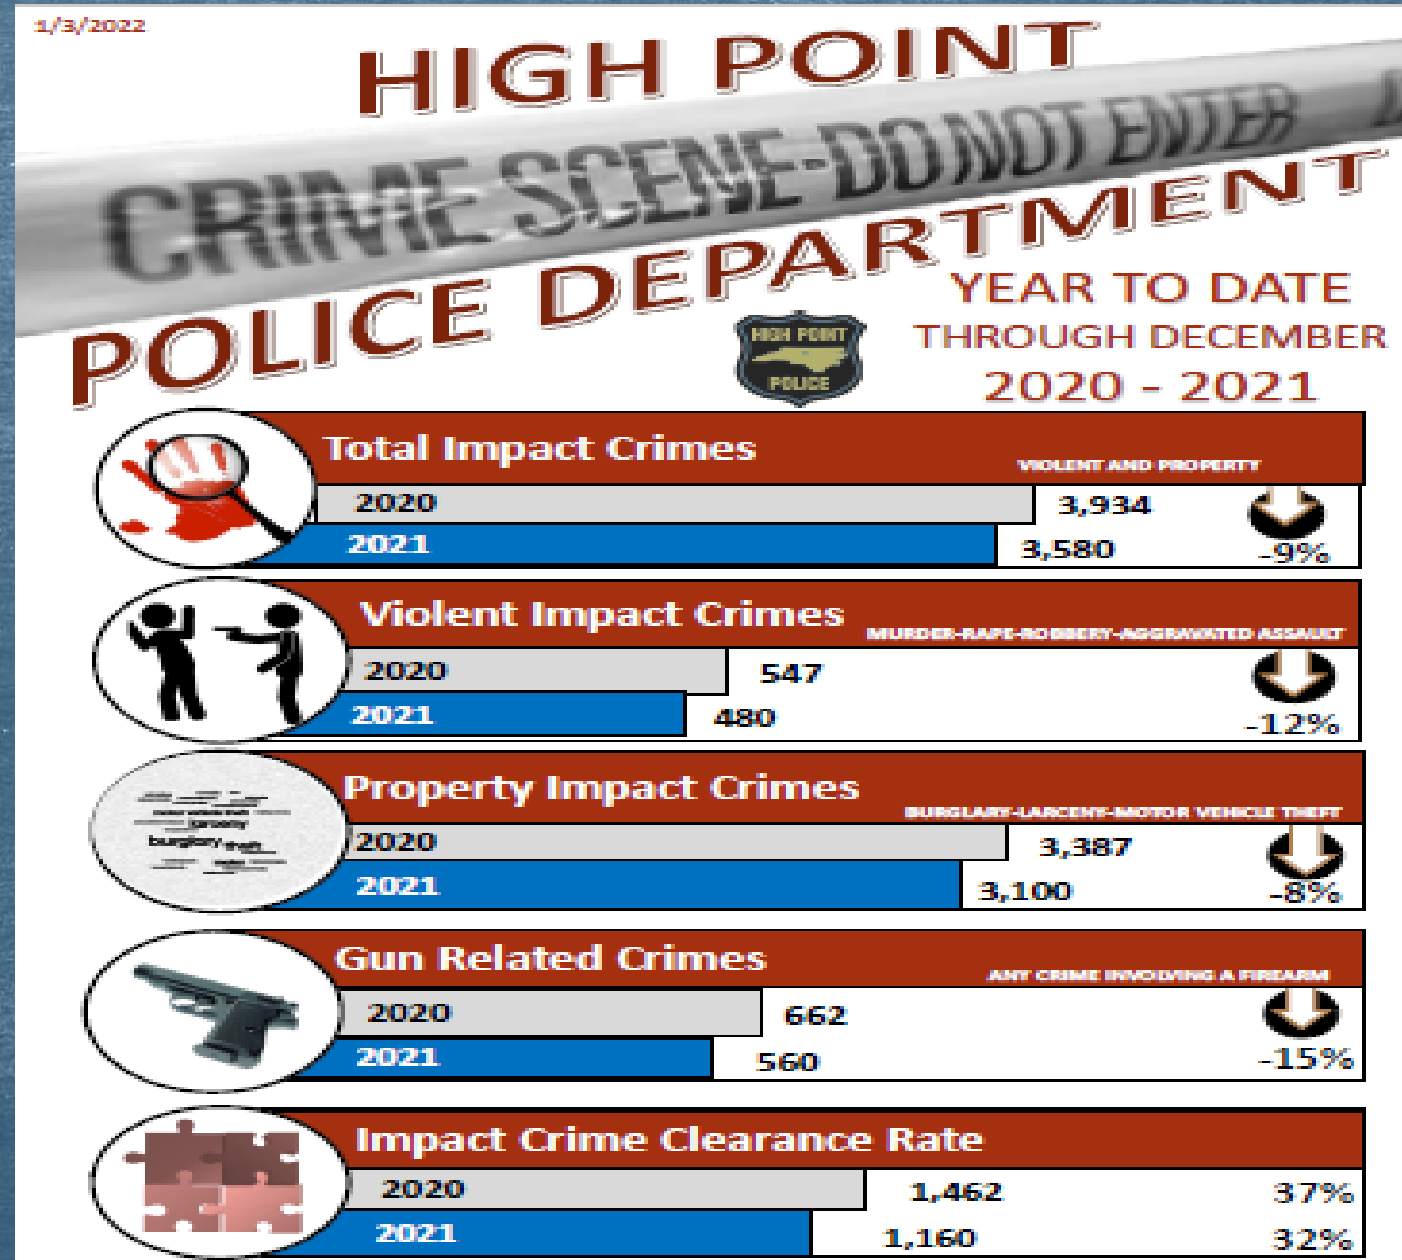 1/3/2022
HIGH POINT
CRIME SCENE-DO NOT ENTER
POLICE DEPARTMENT
HIGH POINT
POLICE
YEAR TO DATE
THROUGH DECEMBER
2020 - 2021
Total Impact Crimes
VIOLENT AND PROPERTY
2020 3,934
2021 3,580 -9%
Violent Impact Crimes
MURDER-RAPE-ROBBERY-AGGRAVATED ASSAULT
2020 547
2021 480 -12%
Property Impact Crimes
BURGLARY-LARCENY-MOTOR VEHICLE THEFT
larceny
burglary theft
2020 3,387
2021 3,100 -8%
Gun Related Crimes
ANY CRIME INVOLVING A FIREARM
2020 662
2021 560 -15%
Impact Crime Clearance Rate
2020 1,462 37%
2021 1,160 32%